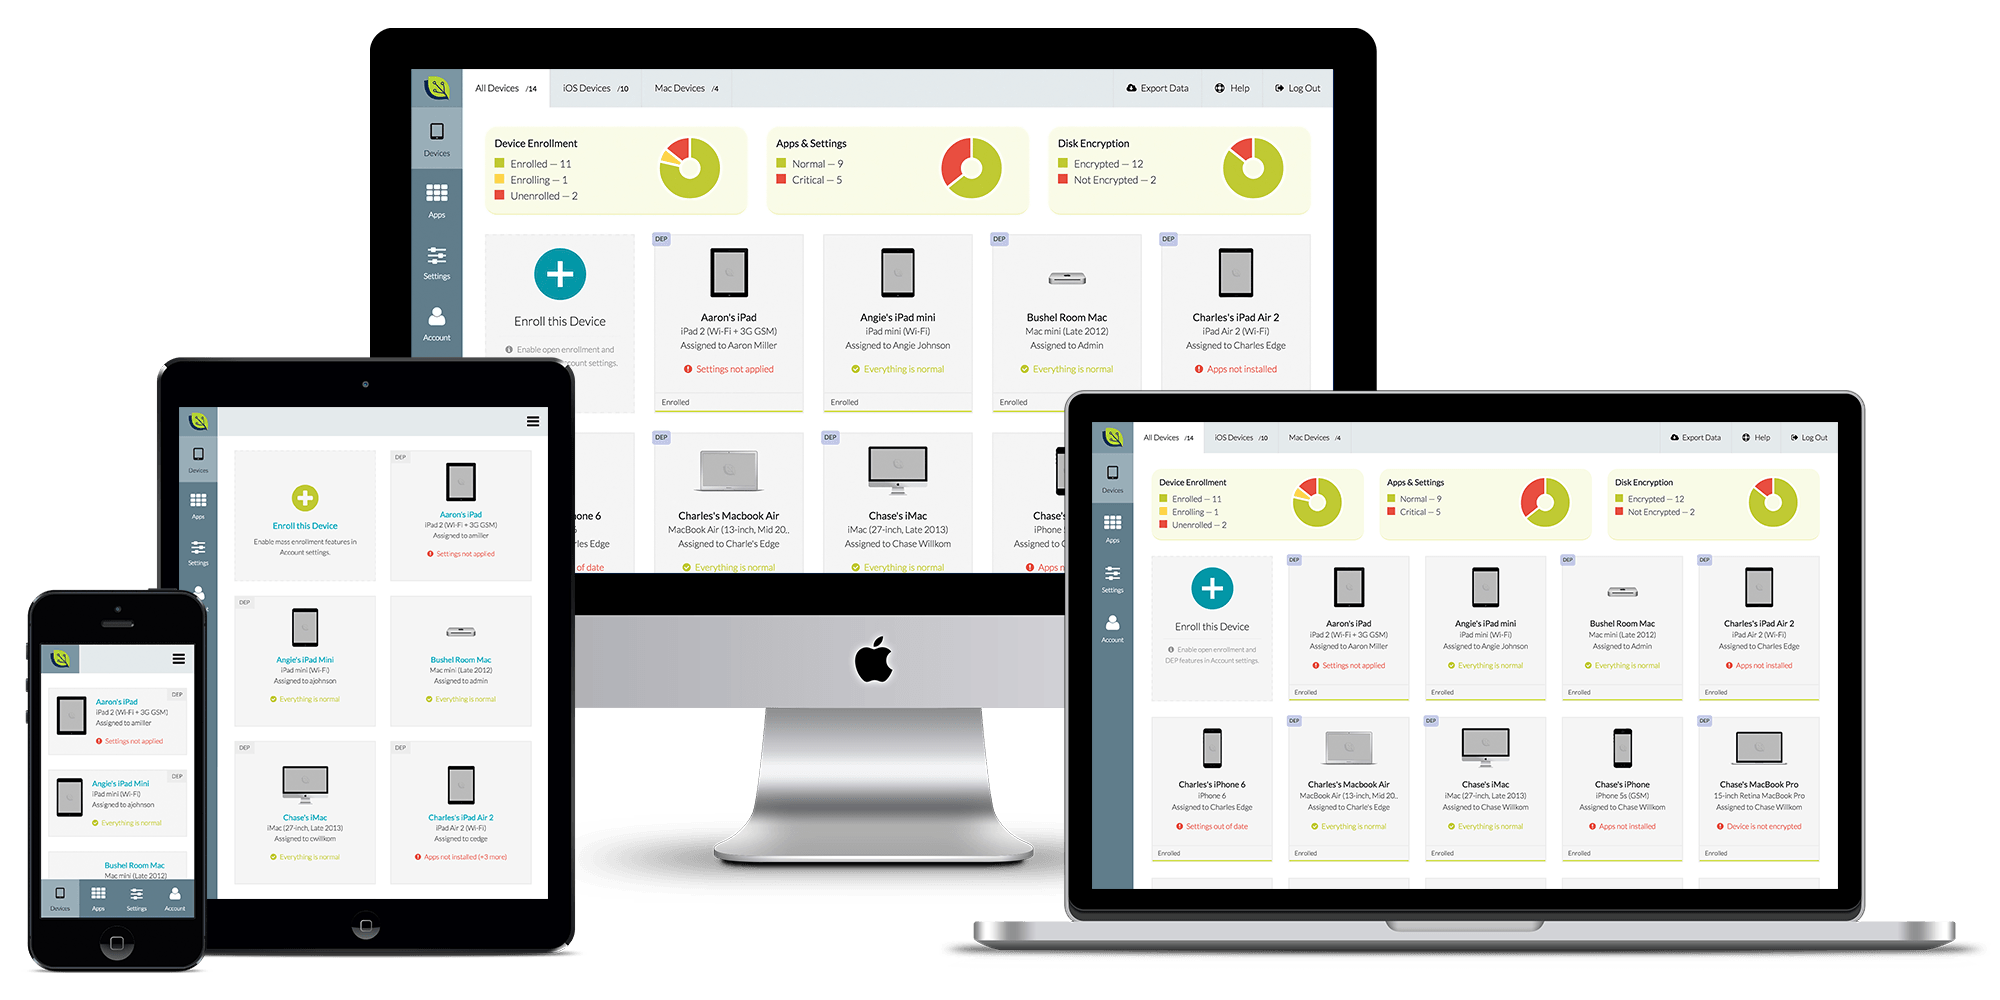 All Devices /14
iOS Devices /10
Mac Devices /4
Export Data
Help
Log Out
Devices
Apps
Settings
Account
Device Enrollment
Enrolled — 11
Enrolling — 1
Unenrolled — 2
Apps & Settings
Normal — 9
Critical — 5
Disk Encryption
Encrypted — 12
Not Encrypted — 2
Enroll this Device
Enable open enrollment and
count settings.
DEP
Aaron's iPad
iPad 2 (Wi-Fi + 3G GSM)
Assigned to Aaron Miller
Settings not applied
Enrolled
Angie's iPad mini
iPad mini (Wi-Fi)
Assigned to Angie Johnson
Everything is normal
Enrolled
DEP
Bushel Room Mac
Mac mini (Late 2012)
Assigned to Admin
Everything is normal
Enrolled
DEP
Charles's iPad Air 2
iPad Air 2 (Wi-Fi)
Assigned to Charles Edge
Apps not installed
one 6
6
rles Edge
of date
DEP
Charles's Macbook Air
MacBook Air (13-inch, Mid 20..
Assigned to Charle's Edge
Everything is normal
DEP
Chase's iMac
iMac (27-inch, Late 2013)
Assigned to Chase Willkom
Everything is normal
Chase's
iPhone 5
Assigned to C
Apps n
Devices
Apps
Settings
Enroll this Device
Enable mass enrollment features in
Account settings.
DEP
Aaron's iPad
iPad 2 (Wi-Fi + 3G GSM)
Assigned to amiller
Settings not applied
DEP
Angie's iPad Mini
iPad mini (Wi-Fi)
Assigned to ajohnson
Everything is normal
Bushel Room Mac
Mac mini (Late 2012)
Assigned to admin
Everything is normal
DEP
Chase's iMac
iMac (27-inch, Late 2013)
Assigned to cwillkom
Everything is normal
DEP
Charles's iPad Air 2
iPad Air 2 (Wi-Fi)
Assigned to cedge
Apps not installed (+3 more)
DEP
Aaron's iPad
iPad 2 (Wi-Fi + 3G GSM)
Assigned to amiller
Settings not applied
DEP
Angie's iPad Mini
iPad mini (Wi-Fi)
Assigned to ajohnson
Everything is normal
Bushel Room Mac
Mac mini (Late 2012)
Devices
Apps
Settings
Account
All Devices /14
iOS Devices /10
Mac Devices /4
Export Data
Help
Log Out
Devices
Apps
Settings
Account
Device Enrollment
Enrolled — 11
Enrolling — 1
Unenrolled — 2
Apps & Settings
Normal — 9
Critical — 5
Disk Encryption
Encrypted — 12
Not Encrypted — 2
Enroll this Device
Enable open enrollment and
DEP features in Account settings.
DEP
Aaron's iPad
iPad 2 (Wi-Fi + 3G GSM)
Assigned to Aaron Miller
Settings not applied
Enrolled
Angie's iPad mini
iPad mini (Wi-Fi)
Assigned to Angie Johnson
Everything is normal
Enrolled
DEP
Bushel Room Mac
Mac mini (Late 2012)
Assigned to Admin
Everything is normal
Enrolled
DEP
Charles's iPad Air 2
iPad Air 2 (Wi-Fi)
Assigned to Charles Edge
Apps not installed
Enrolled
Charles's iPhone 6
iPhone 6
Assigned to Charles Edge
Settings out of date
Enrolled
DEP
Charles's Macbook Air
MacBook Air (13-inch, Mid 20..
Assigned to Charle's Edge
Everything is normal
Enrolled
DEP
Chase's iMac
iMac (27-inch, Late 2013)
Assigned to Chase Willkom
Everything is normal
Enrolled
Chase's iPhone
iPhone 5s (GSM)
Assigned to Chase Willkom
Apps not installed
Enrolled
DEP
Chase's MacBook Pro
15-inch Retina MacBook Pro
Assigned to Chase Willkom
Device is not encrypted
Enrolled